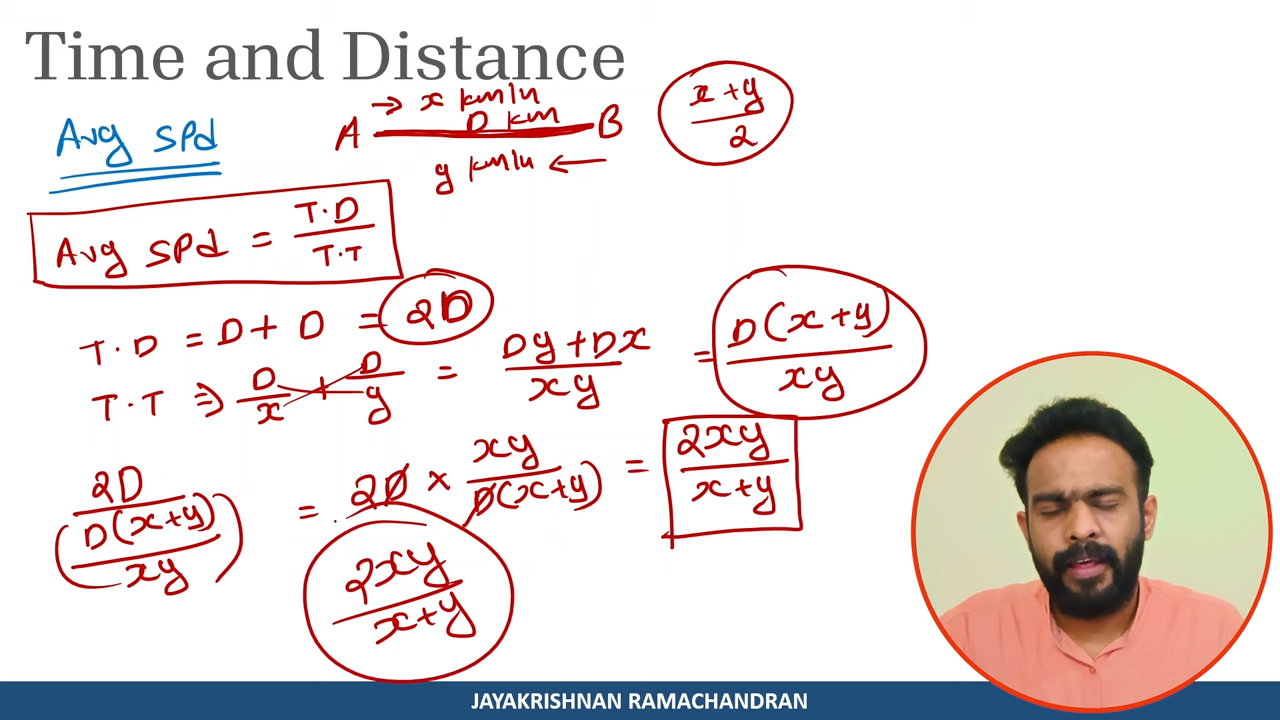 Time and Distance
Avg spd
A → x km/h B
D km
y km/h ←
x + y / 2
Avg spd = T.D / T.T
T.D = D + D = 2D
T.T ⇒ D/x + D/y = Dy + Dx / xy = D(x+y) / xy
2D / (D(x+y) / xy) = 2D × xy / D(x+y) = 2xy / x+y
2xy / x+y
JAYAKRISHNAN RAMACHANDRAN